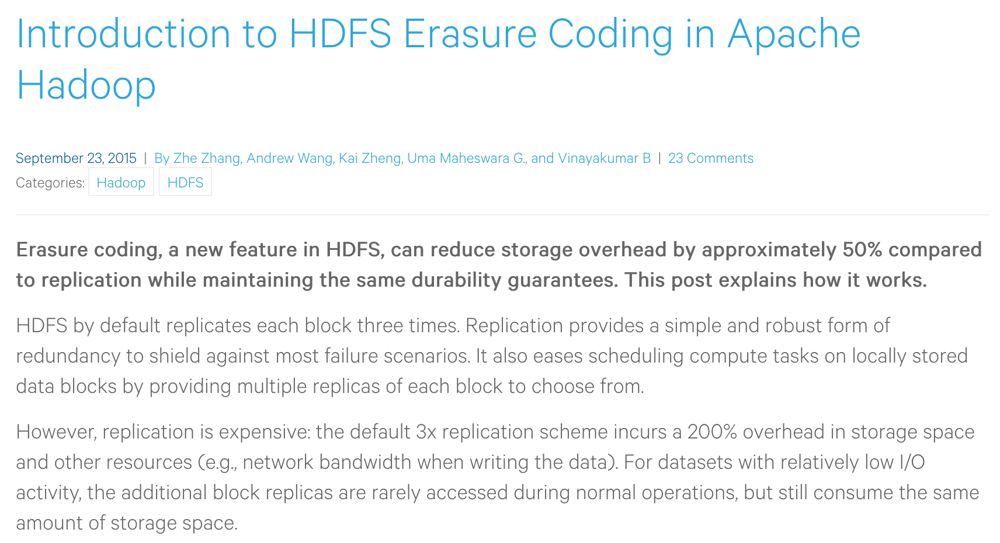 Introduction to HDFS Erasure Coding in Apache
Hadoop
September 23, 2015 | By Zhe Zhang, Andrew Wang, Kai Zheng, Uma Maheswara G., and Vinayakumar B | 23 Comments
Categories: Hadoop HDFS
Erasure coding, a new feature in HDFS, can reduce storage overhead by approximately 50% compared
to replication while maintaining the same durability guarantees. This post explains how it works.
HDFS by default replicates each block three times. Replication provides a simple and robust form of
redundancy to shield against most failure scenarios. It also eases scheduling compute tasks on locally stored
data blocks by providing multiple replicas of each block to choose from.
However, replication is expensive: the default 3x replication scheme incurs a 200% overhead in storage space
and other resources (e.g., network bandwidth when writing the data). For datasets with relatively low I/O
activity, the additional block replicas are rarely accessed during normal operations, but still consume the same
amount of storage space.